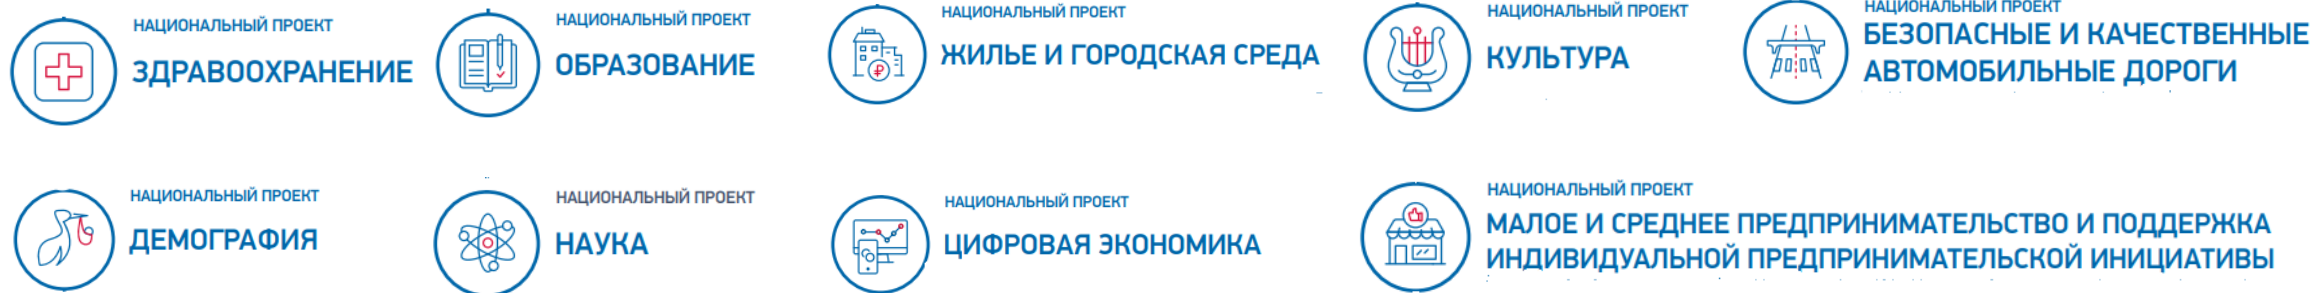 НАЦИОНАЛЬНЫЙ ПРОЕКТ
ЗДРАВООХРАНЕНИЕ
НАЦИОНАЛЬНЫЙ ПРОЕКТ
ОБРАЗОВАНИЕ
НАЦИОНАЛЬНЫЙ ПРОЕКТ
ЖИЛЬЕ И ГОРОДСКАЯ СРЕДА
НАЦИОНАЛЬНЫЙ ПРОЕКТ
КУЛЬТУРА
НАЦИОНАЛЬНЫЙ ПРОЕКТ
БЕЗОПАСНЫЕ И КАЧЕСТВЕННЫЕ
АВТОМОБИЛЬНЫЕ ДОРОГИ
НАЦИОНАЛЬНЫЙ ПРОЕКТ
ДЕМОГРАФИЯ
НАЦИОНАЛЬНЫЙ ПРОЕКТ
НАУКА
НАЦИОНАЛЬНЫЙ ПРОЕКТ
ЦИФРОВАЯ ЭКОНОМИКА
НАЦИОНАЛЬНЫЙ ПРОЕКТ
МАЛОЕ И СРЕДНЕЕ ПРЕДПРИНИМАТЕЛЬСТВО И ПОДДЕРЖКА
ИНДИВИДУАЛЬНОЙ ПРЕДПРИНИМАТЕЛЬСКОЙ ИНИЦИАТИВЫ